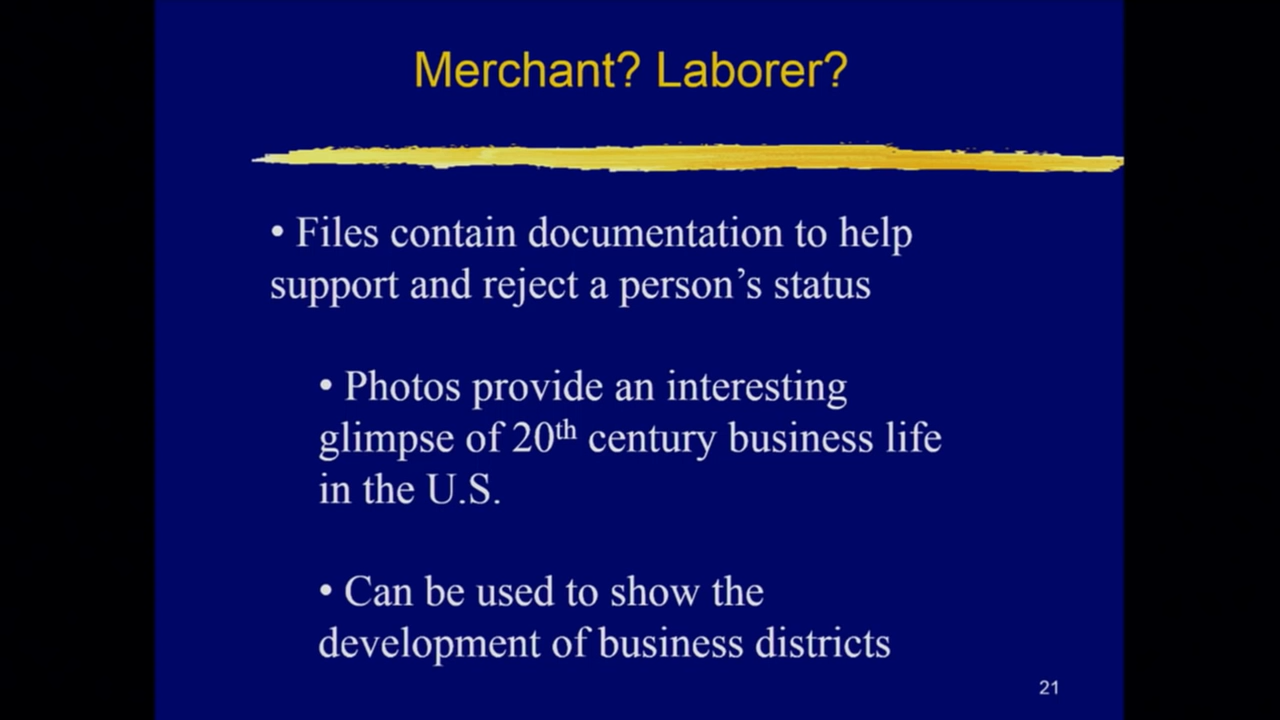 Merchant? Laborer?
• Files contain documentation to help
support and reject a person’s status
• Photos provide an interesting
glimpse of 20th century business life
in the U.S.
• Can be used to show the
development of business districts
21